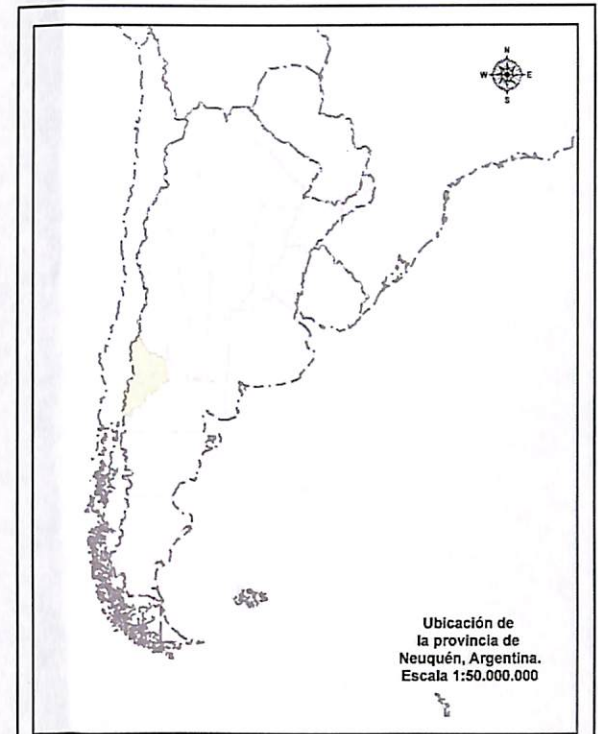 N
W E
S
Ubicación de
la provincia de
Neuquén, Argentina.
Escala 1:50.000.000